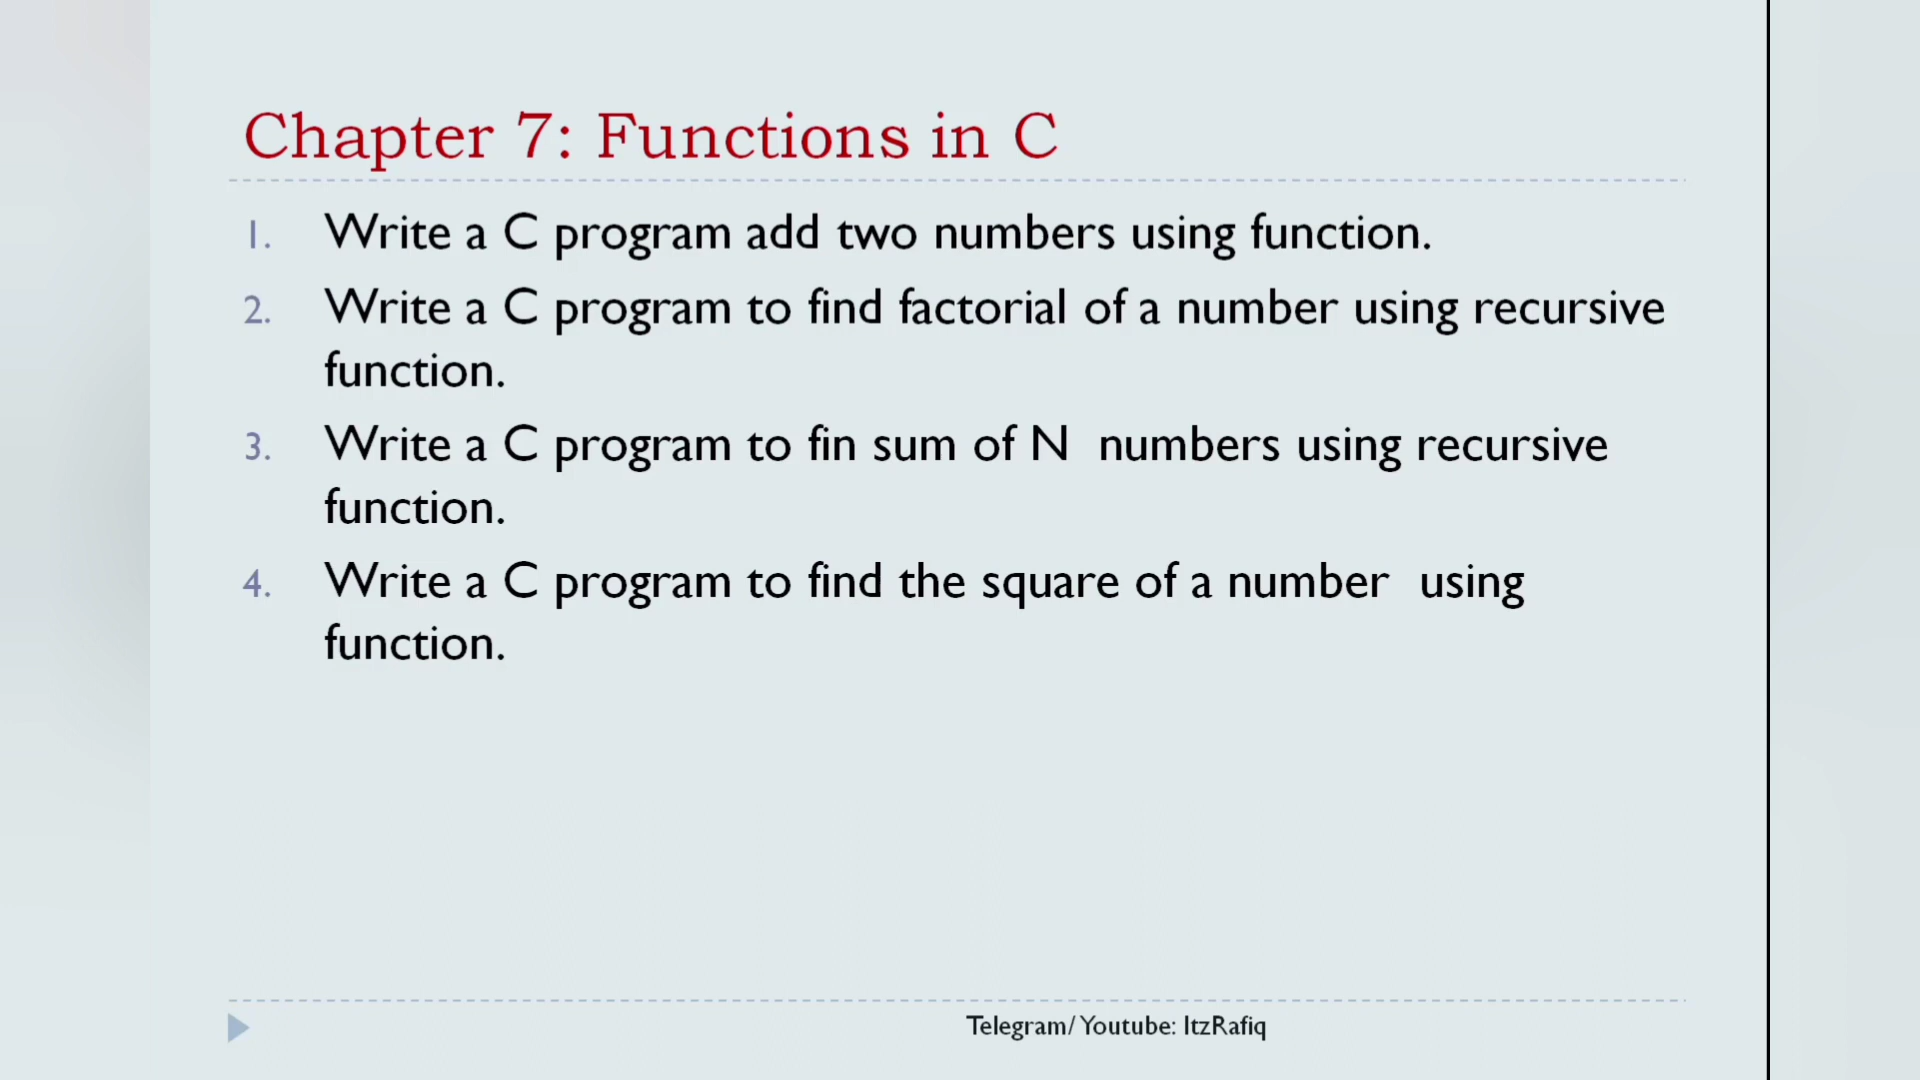 Chapter 7: Functions in C
1. Write a C program add two numbers using function.
2. Write a C program to find factorial of a number using recursive
function.
3. Write a C program to fin sum of N numbers using recursive
function.
4. Write a C program to find the square of a number using
function.
Telegram/Youtube: ItzRafiq